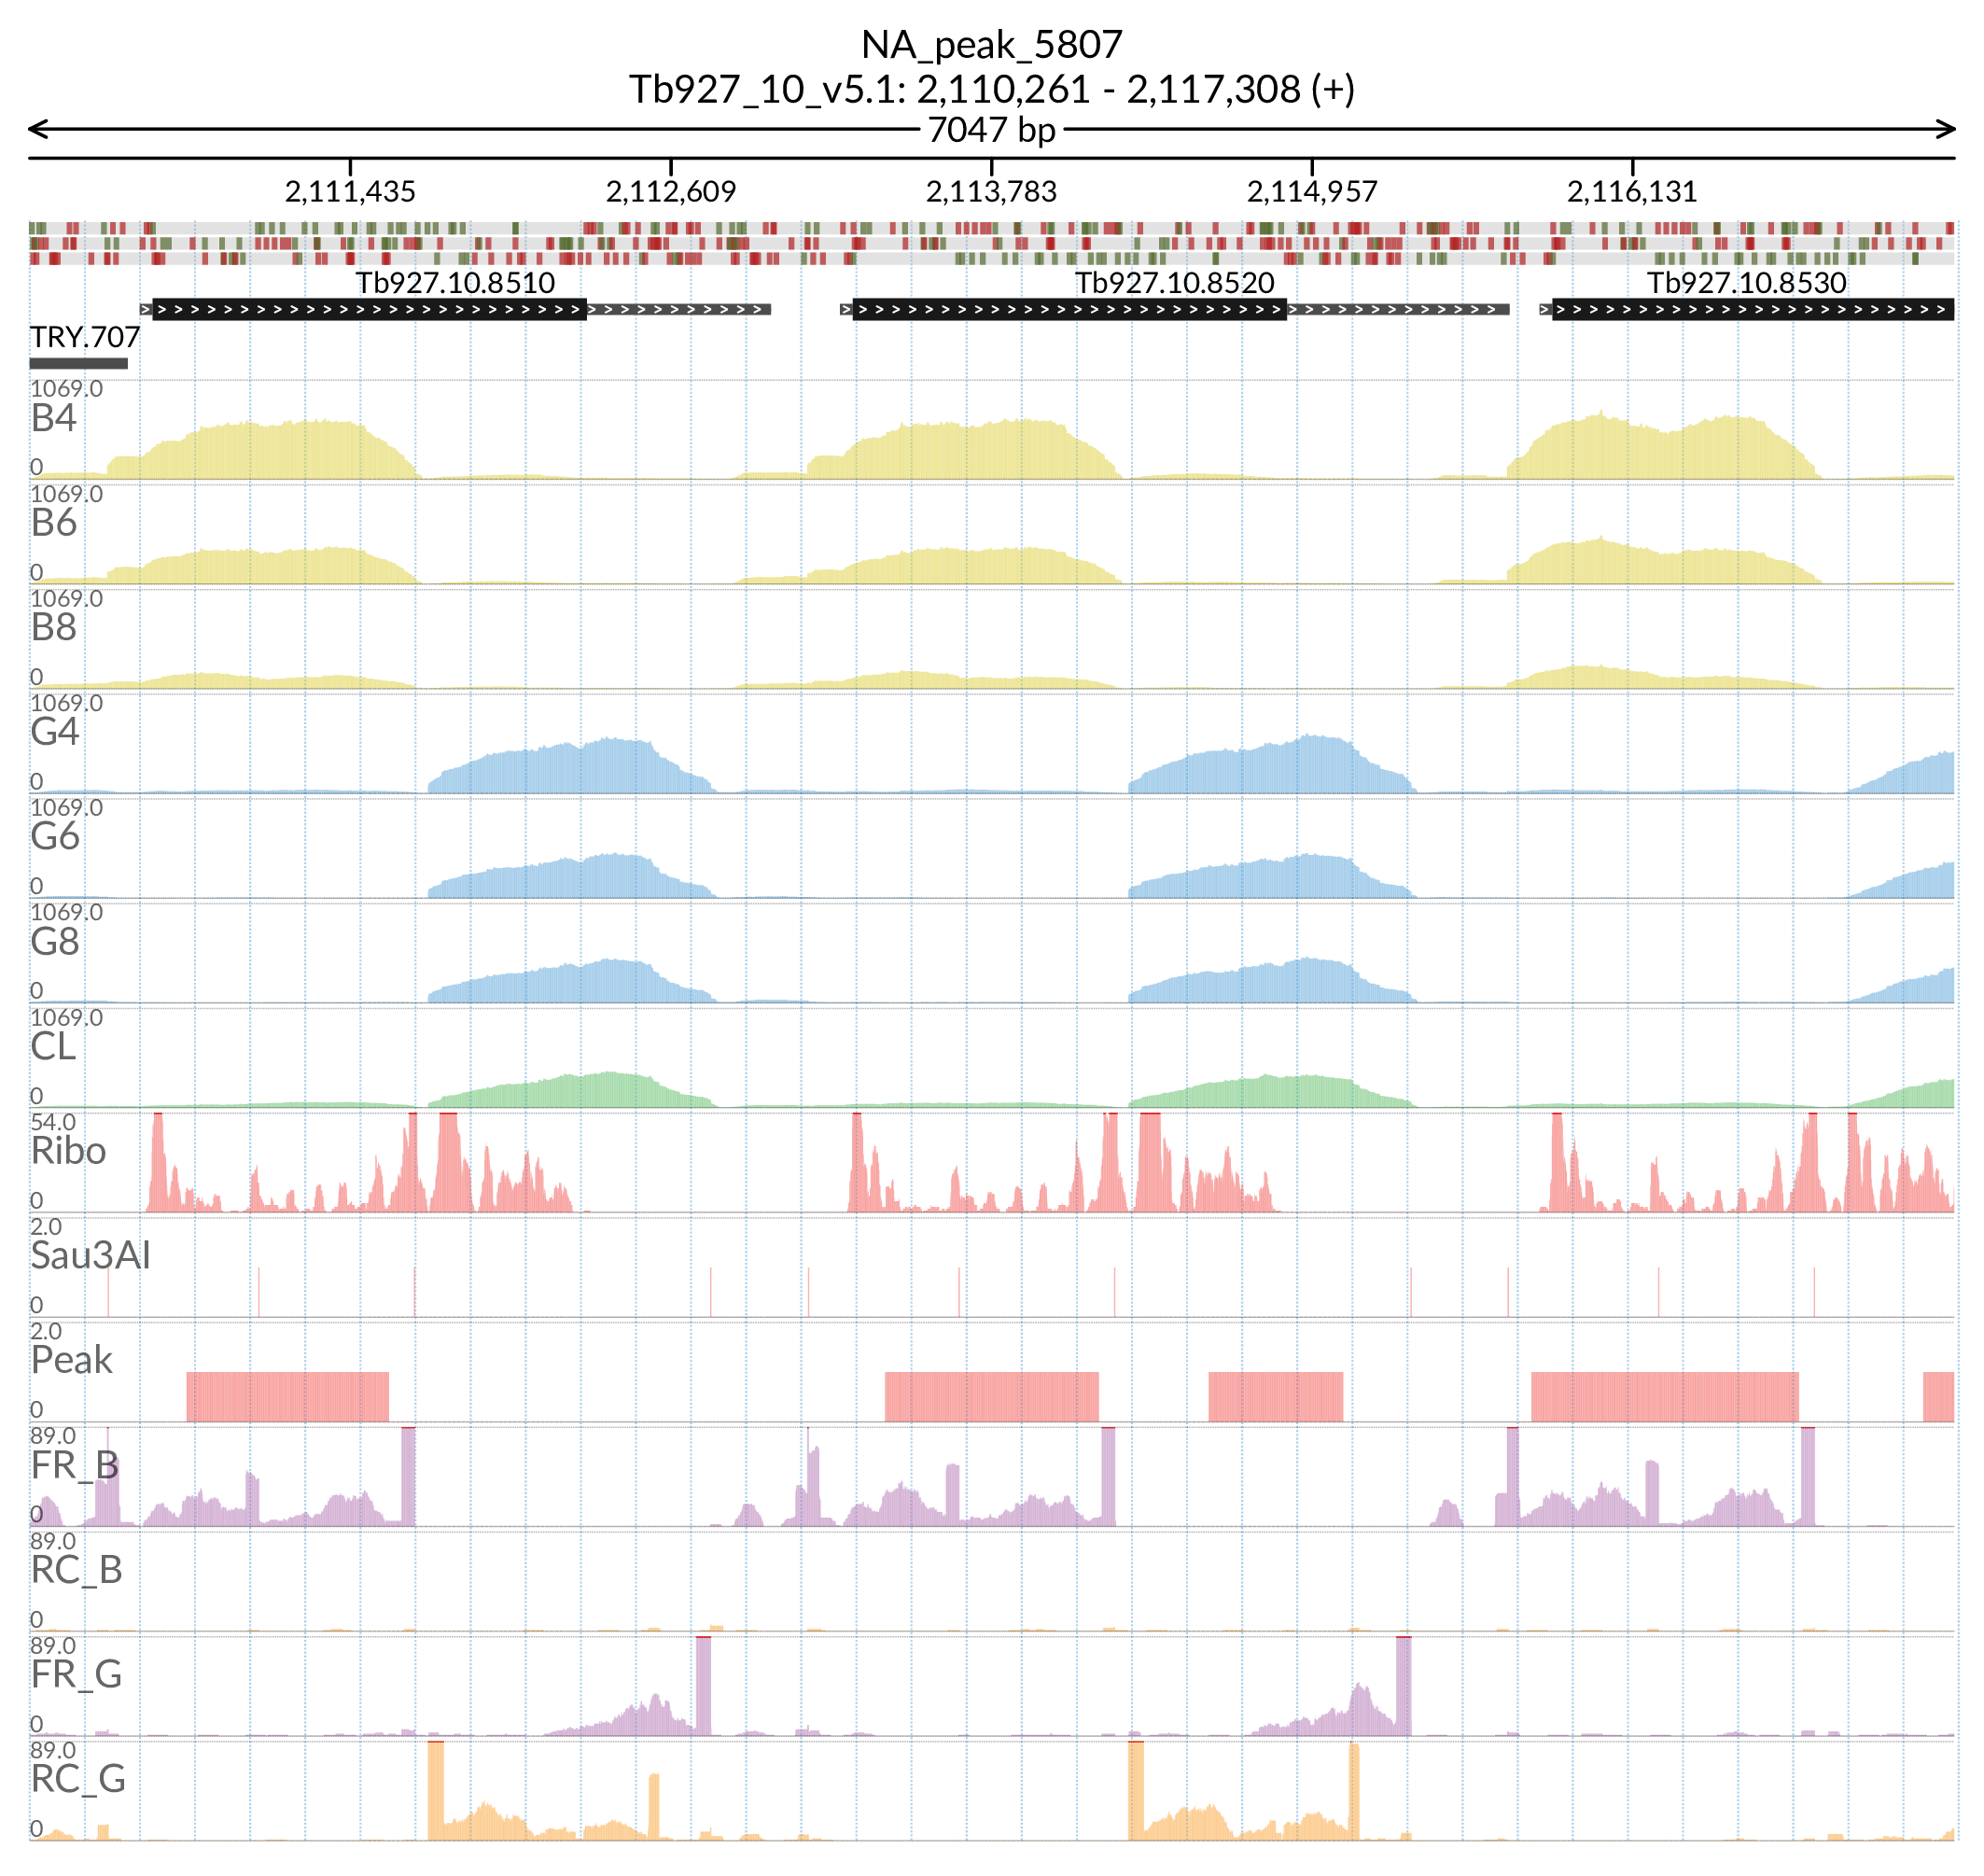 NA_peak_5807
Tb927_10_v5.1: 2,110,261 - 2,117,308 (+)
7047 bp
2,111,435 2,112,609 2,113,783 2,114,957 2,116,131
Tb927.10.8510 Tb927.10.8520 Tb927.10.8530
TRY.707
1069.0
B4
0
1069.0
B6
0
1069.0
B8
0
1069.0
G4
0
1069.0
G6
0
1069.0
G8
0
1069.0
CL
0
54.0
Ribo
0
2.0
Sau3AI
0
2.0
Peak
0
89.0
FR_B
0
89.0
RC_B
0
89.0
FR_G
0
89.0
RC_G
0